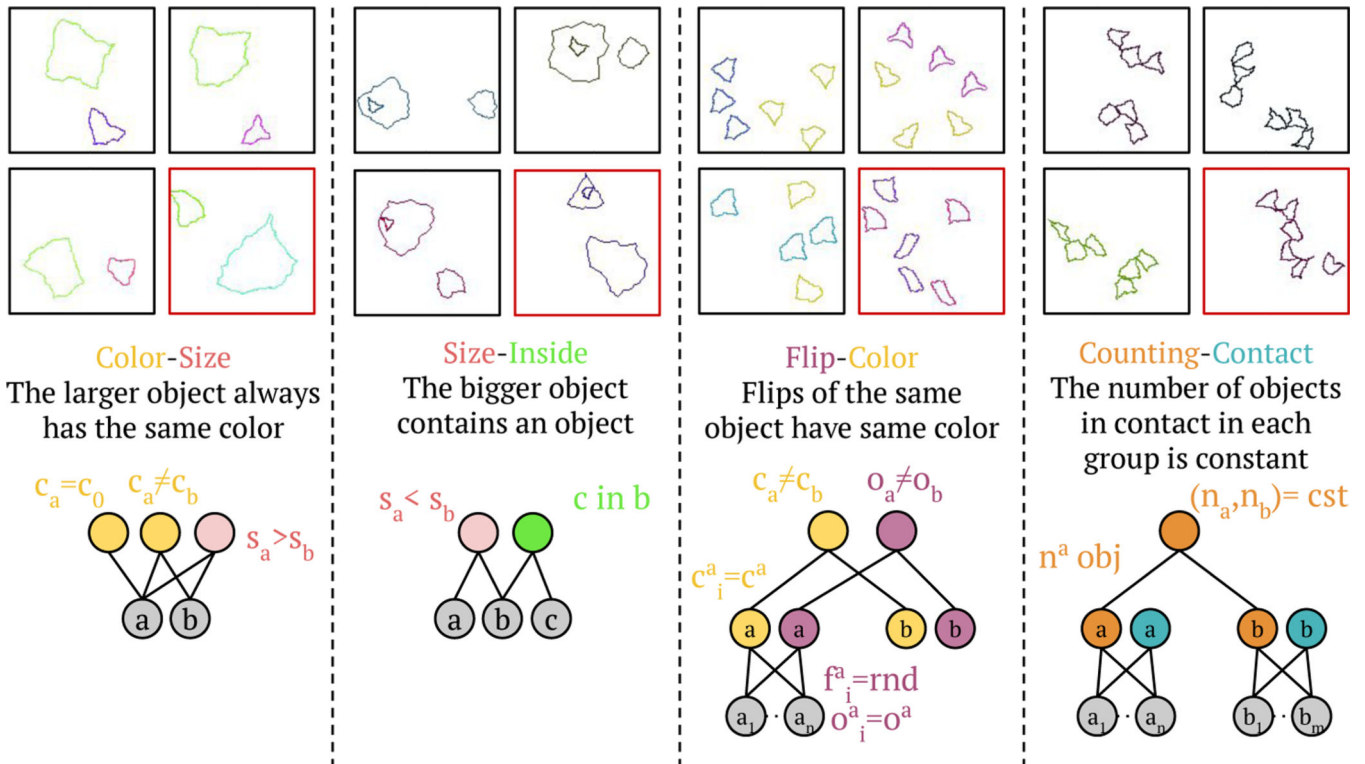 Color-Size
The larger object always
has the same color
c_a=c_0 c_a≠c_b
s_a>s_b
a b
Size-Inside
The bigger object
contains an object
s_a< s_b c in b
a b c
Flip-Color
Flips of the same
object have same color
c_a≠c_b o_a≠o_b
c^a_i=c^a
a a b b
f^a_i=rnd
a_1 ·· a_n o^a_i=o^a
Counting-Contact
The number of objects
in contact in each
group is constant
(n_a,n_b)= cst
n^a obj
a a b b
a_1 ·· a_n b_1 ·· b_m